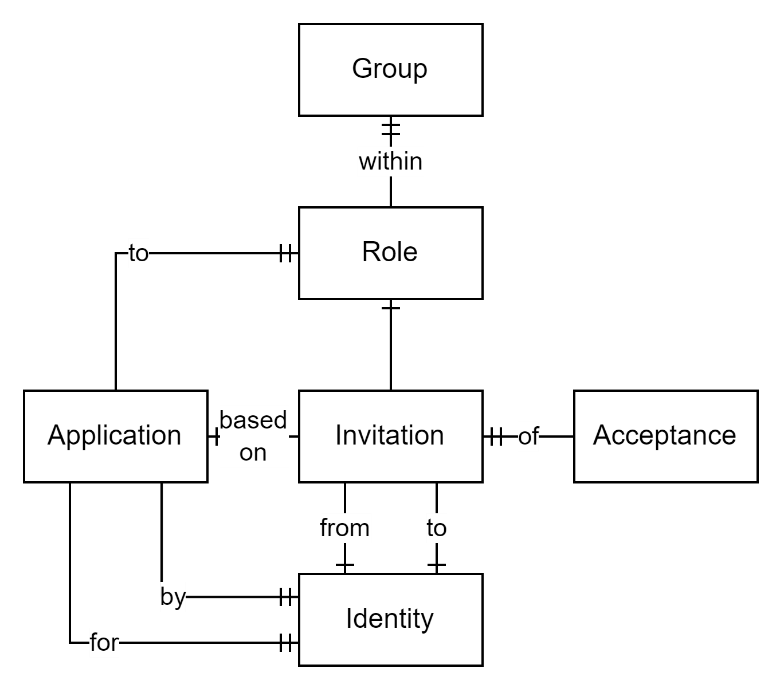 Group
within
Role
to
Application
based
on
Invitation
of
Acceptance
from
to
by
for
Identity